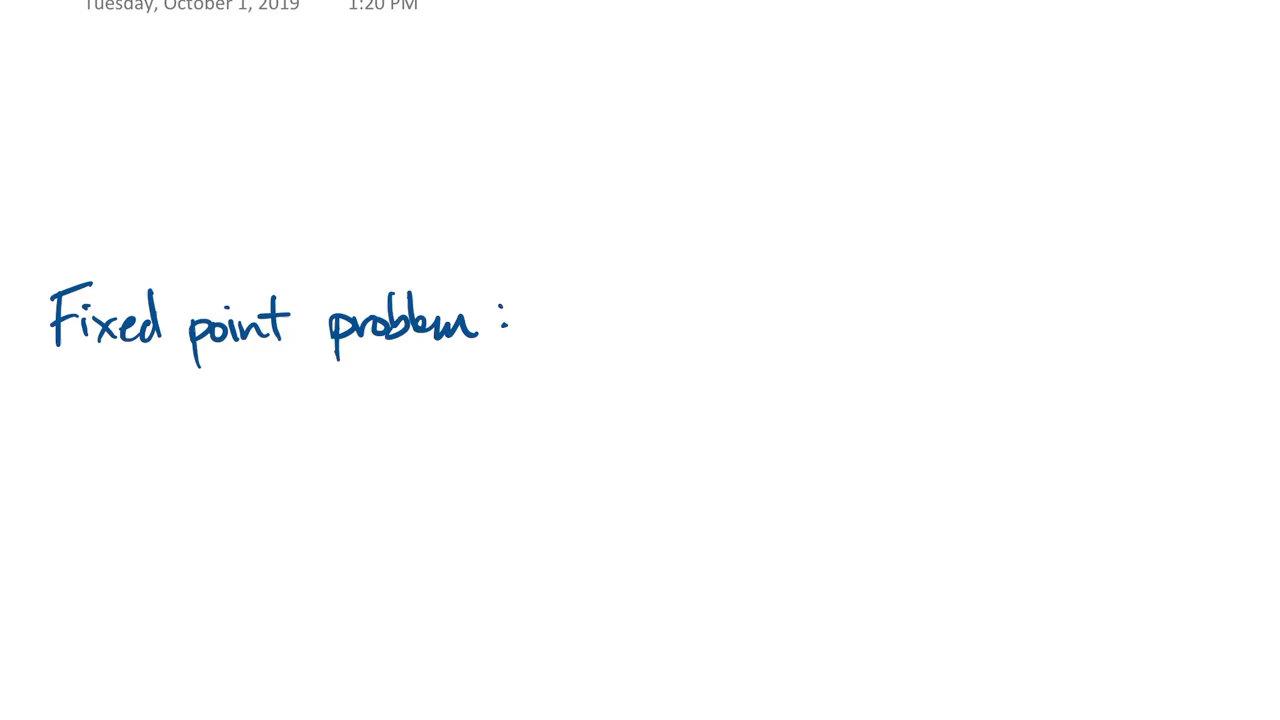 Tuesday, October 1, 2019 1:20 PM
Fixed point problem :